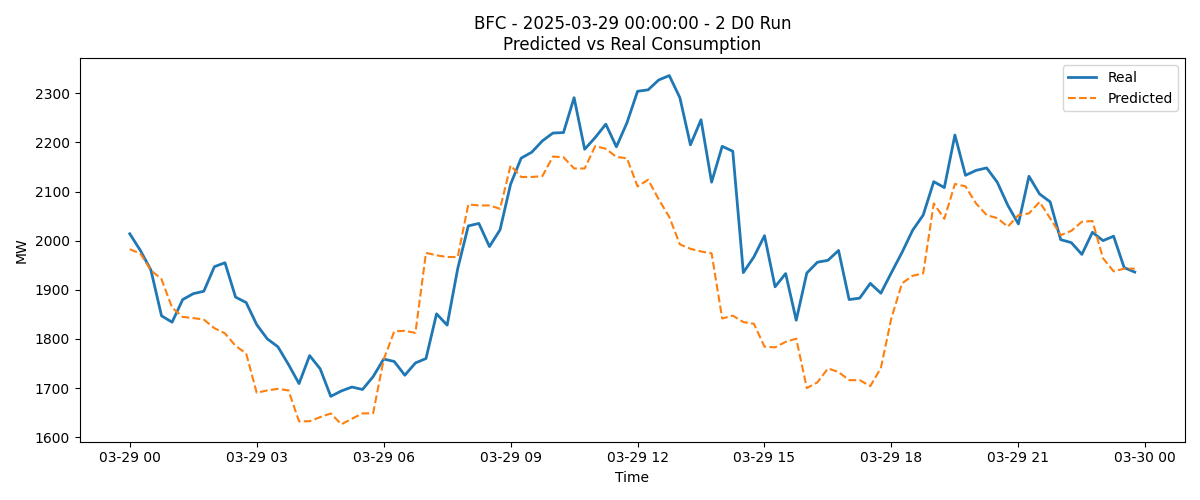 BFC - 2025-03-29 00:00:00 - 2 D0 Run
Predicted vs Real Consumption
Real
Predicted
MW
2300
2200
2100
2000
1900
1800
1700
1600
03-29 00
03-29 03
03-29 06
03-29 09
03-29 12
03-29 15
03-29 18
03-29 21
03-30 00
Time